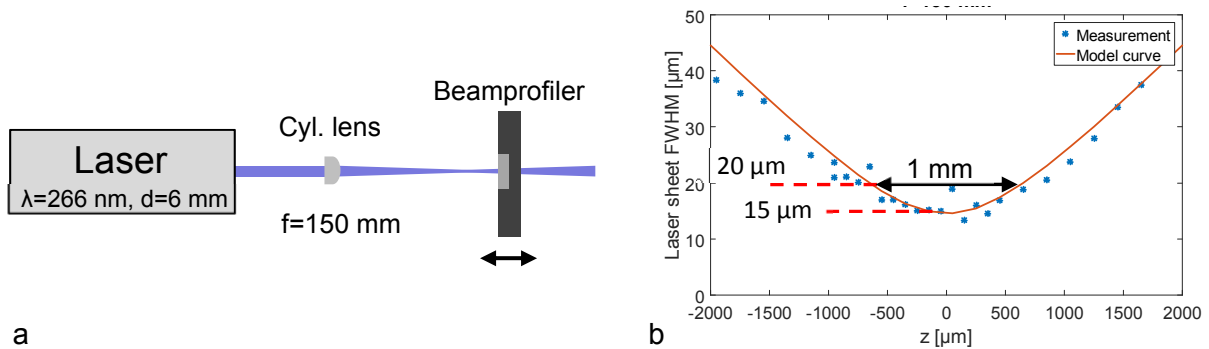 Laser
λ=266 nm, d=6 mm
Cyl. lens
f=150 mm
Beamprofiler
a
Laser sheet FWHM [µm]
50
40
30
20
10
0
Measurement
Model curve
20 µm
1 mm
15 µm
-2000 -1500 -1000 -500 0 500 1000 1500 2000
z [µm]
b